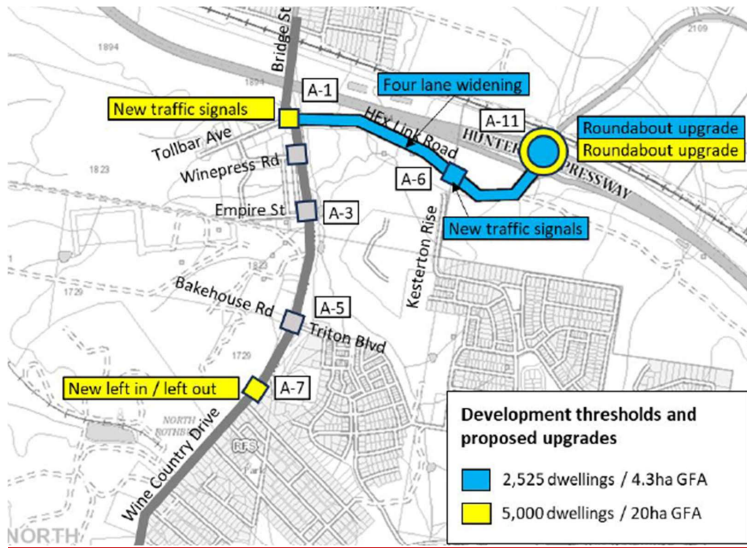 2109
1894
Bridge St
1894
A-1
Four lane widening
New traffic signals
HEx Link Road
A-11
Roundabout upgrade
HUNTER EXPRESSWAY
Roundabout upgrade
Tollbar Ave
Winepress Rd
A-6
Empire St
A-3
New traffic signals
Kesterton Rise
1823
1729
Bakehouse Rd
A-5
Triton Blvd
1729
New left in / left out
A-7
NORTH
Wine Country Drive
RFS
NORTH
Development thresholds and
proposed upgrades
2,525 dwellings / 4.3ha GFA
5,000 dwellings / 20ha GFA